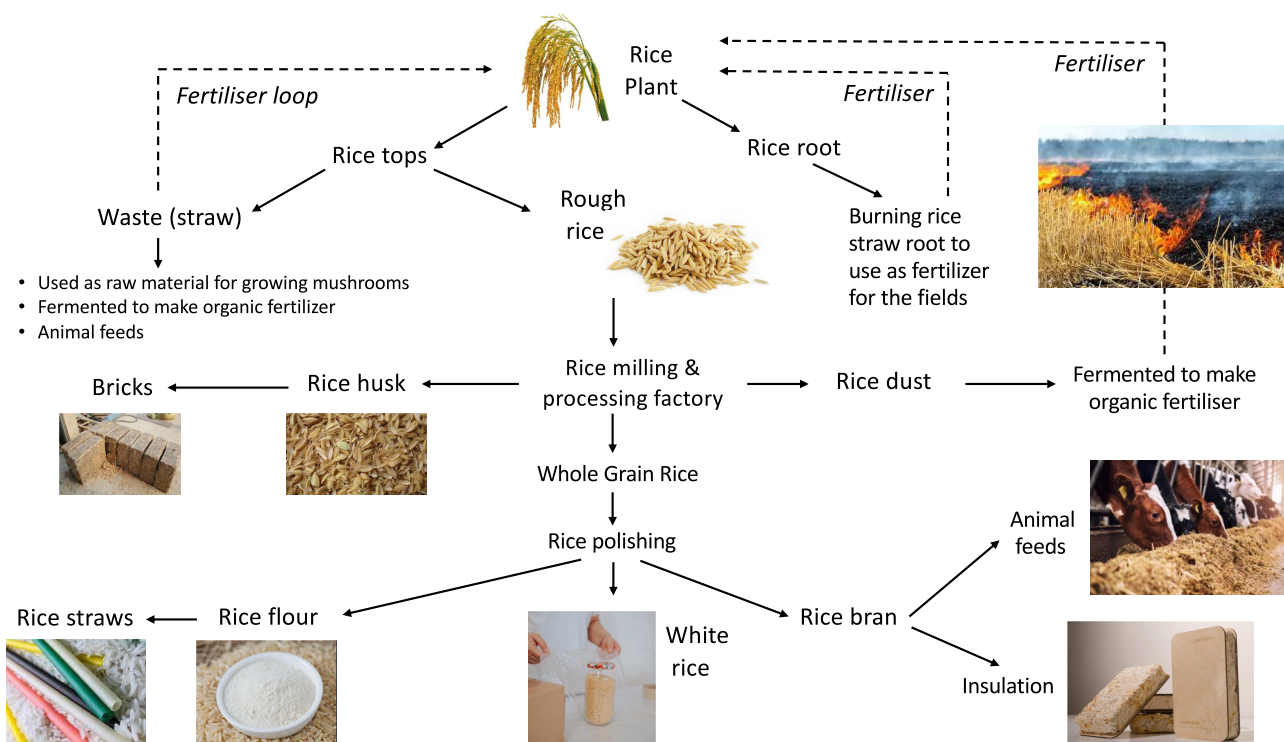 Rice
Plant
Fertiliser
Fertiliser
Fertiliser loop
Rice tops
Rice root
Waste (straw)
Rough
rice
Burning rice
straw root to
use as fertilizer
for the fields
• Used as raw material for growing mushrooms
• Fermented to make organic fertilizer
• Animal feeds
Bricks
Rice husk
Rice milling &
processing factory
Rice dust
Fermented to make
organic fertiliser
Whole Grain Rice
Rice polishing
Animal
feeds
Rice straws
Rice flour
White
rice
Rice bran
Insulation